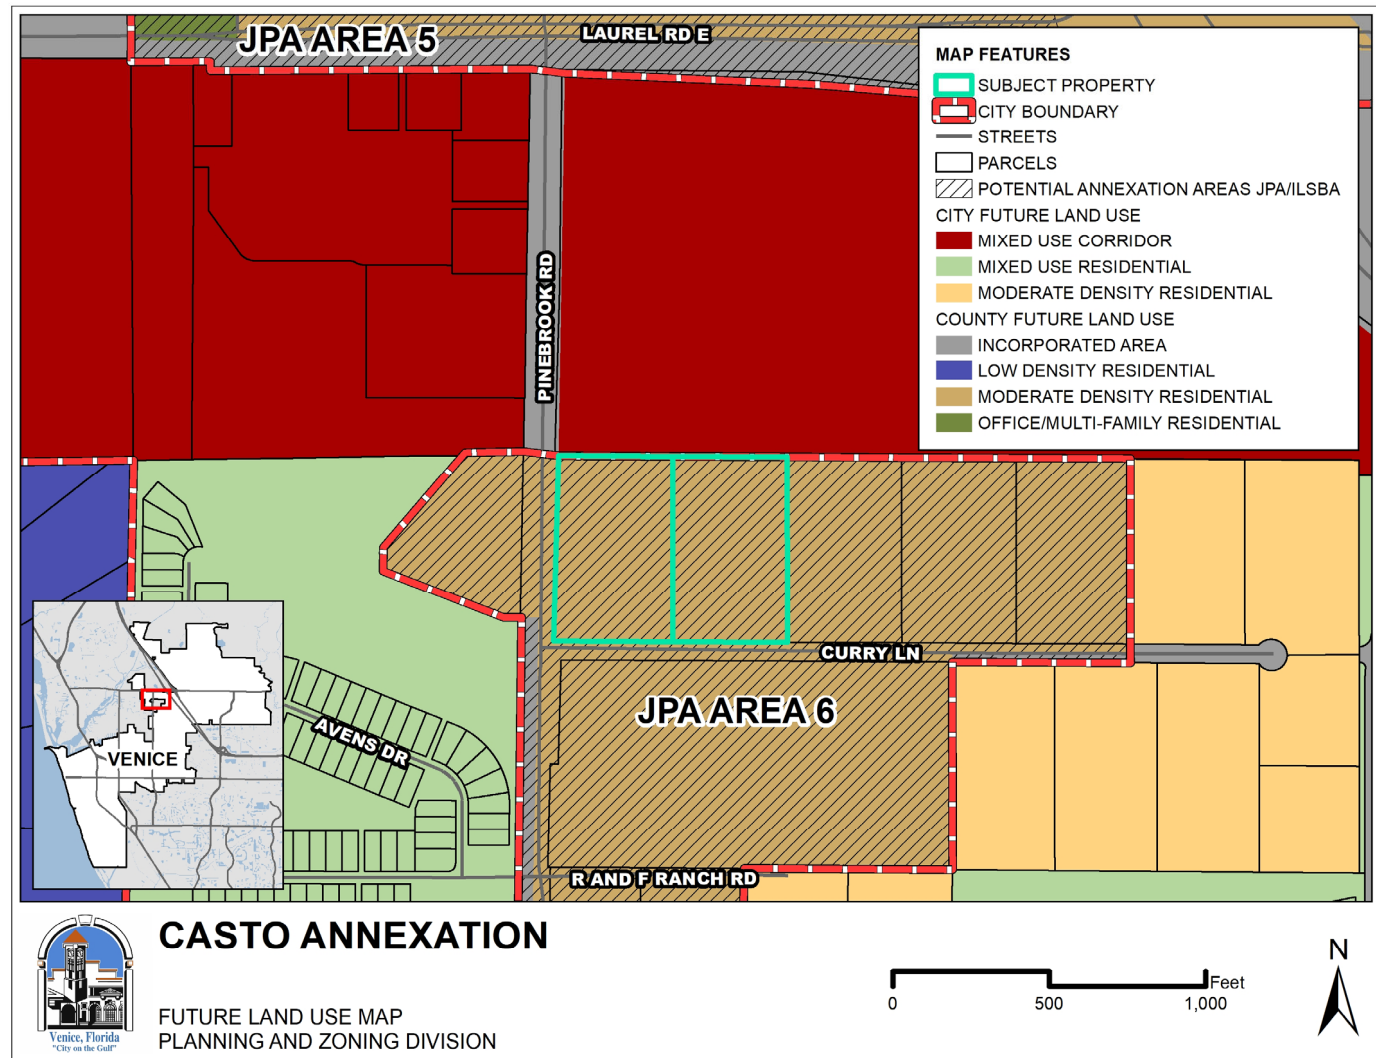 JPA AREA 5
LAUREL RD E
MAP FEATURES
SUBJECT PROPERTY
CITY BOUNDARY
STREETS
PARCELS
POTENTIAL ANNEXATION AREAS JPA/ILSBA
CITY FUTURE LAND USE
MIXED USE CORRIDOR
MIXED USE RESIDENTIAL
MODERATE DENSITY RESIDENTIAL
COUNTY FUTURE LAND USE
INCORPORATED AREA
LOW DENSITY RESIDENTIAL
MODERATE DENSITY RESIDENTIAL
OFFICE/MULTI-FAMILY RESIDENTIAL
PINEBROOK RD
CURRY LN
JPA AREA 6
AVENS DR
VENICE
R AND F RANCH RD
CASTO ANNEXATION
FUTURE LAND USE MAP
PLANNING AND ZONING DIVISION
Venice, Florida
"City on the Gulf"
Feet
0 500 1,000
N